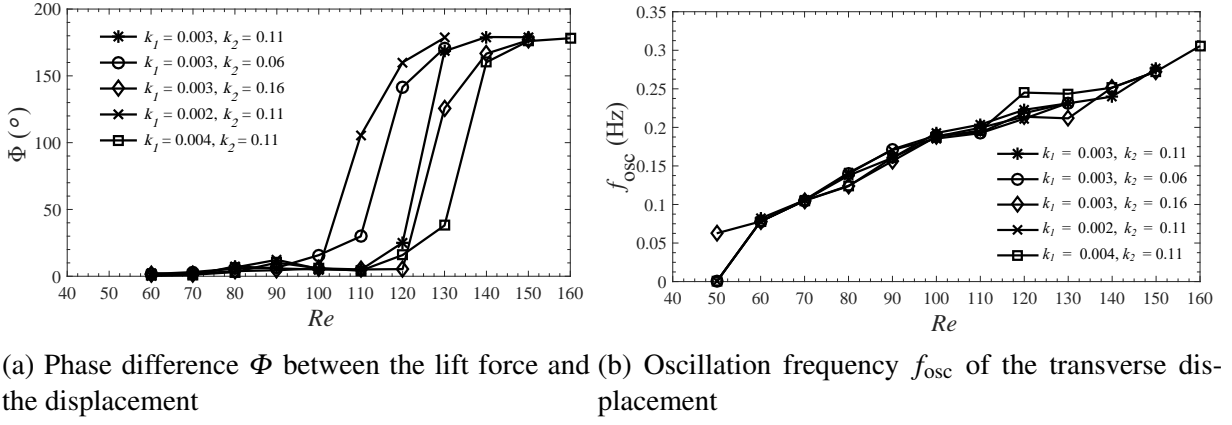 200
150
100
50
0
Φ (°)
40 50 60 70 80 90 100 110 120 130 140 150 160
Re
k₁ = 0.003, k₂ = 0.11
k₁ = 0.003, k₂ = 0.06
k₁ = 0.003, k₂ = 0.16
k₁ = 0.002, k₂ = 0.11
k₁ = 0.004, k₂ = 0.11
0.35
0.3
0.25
0.2
0.15
0.1
0.05
0
f_osc (Hz)
40 50 60 70 80 90 100 110 120 130 140 150 160
Re
k₁ = 0.003, k₂ = 0.11
k₁ = 0.003, k₂ = 0.06
k₁ = 0.003, k₂ = 0.16
k₁ = 0.002, k₂ = 0.11
k₁ = 0.004, k₂ = 0.11
(a) Phase difference Φ between the lift force and
the displacement
(b) Oscillation frequency f_osc of the transverse dis-
placement